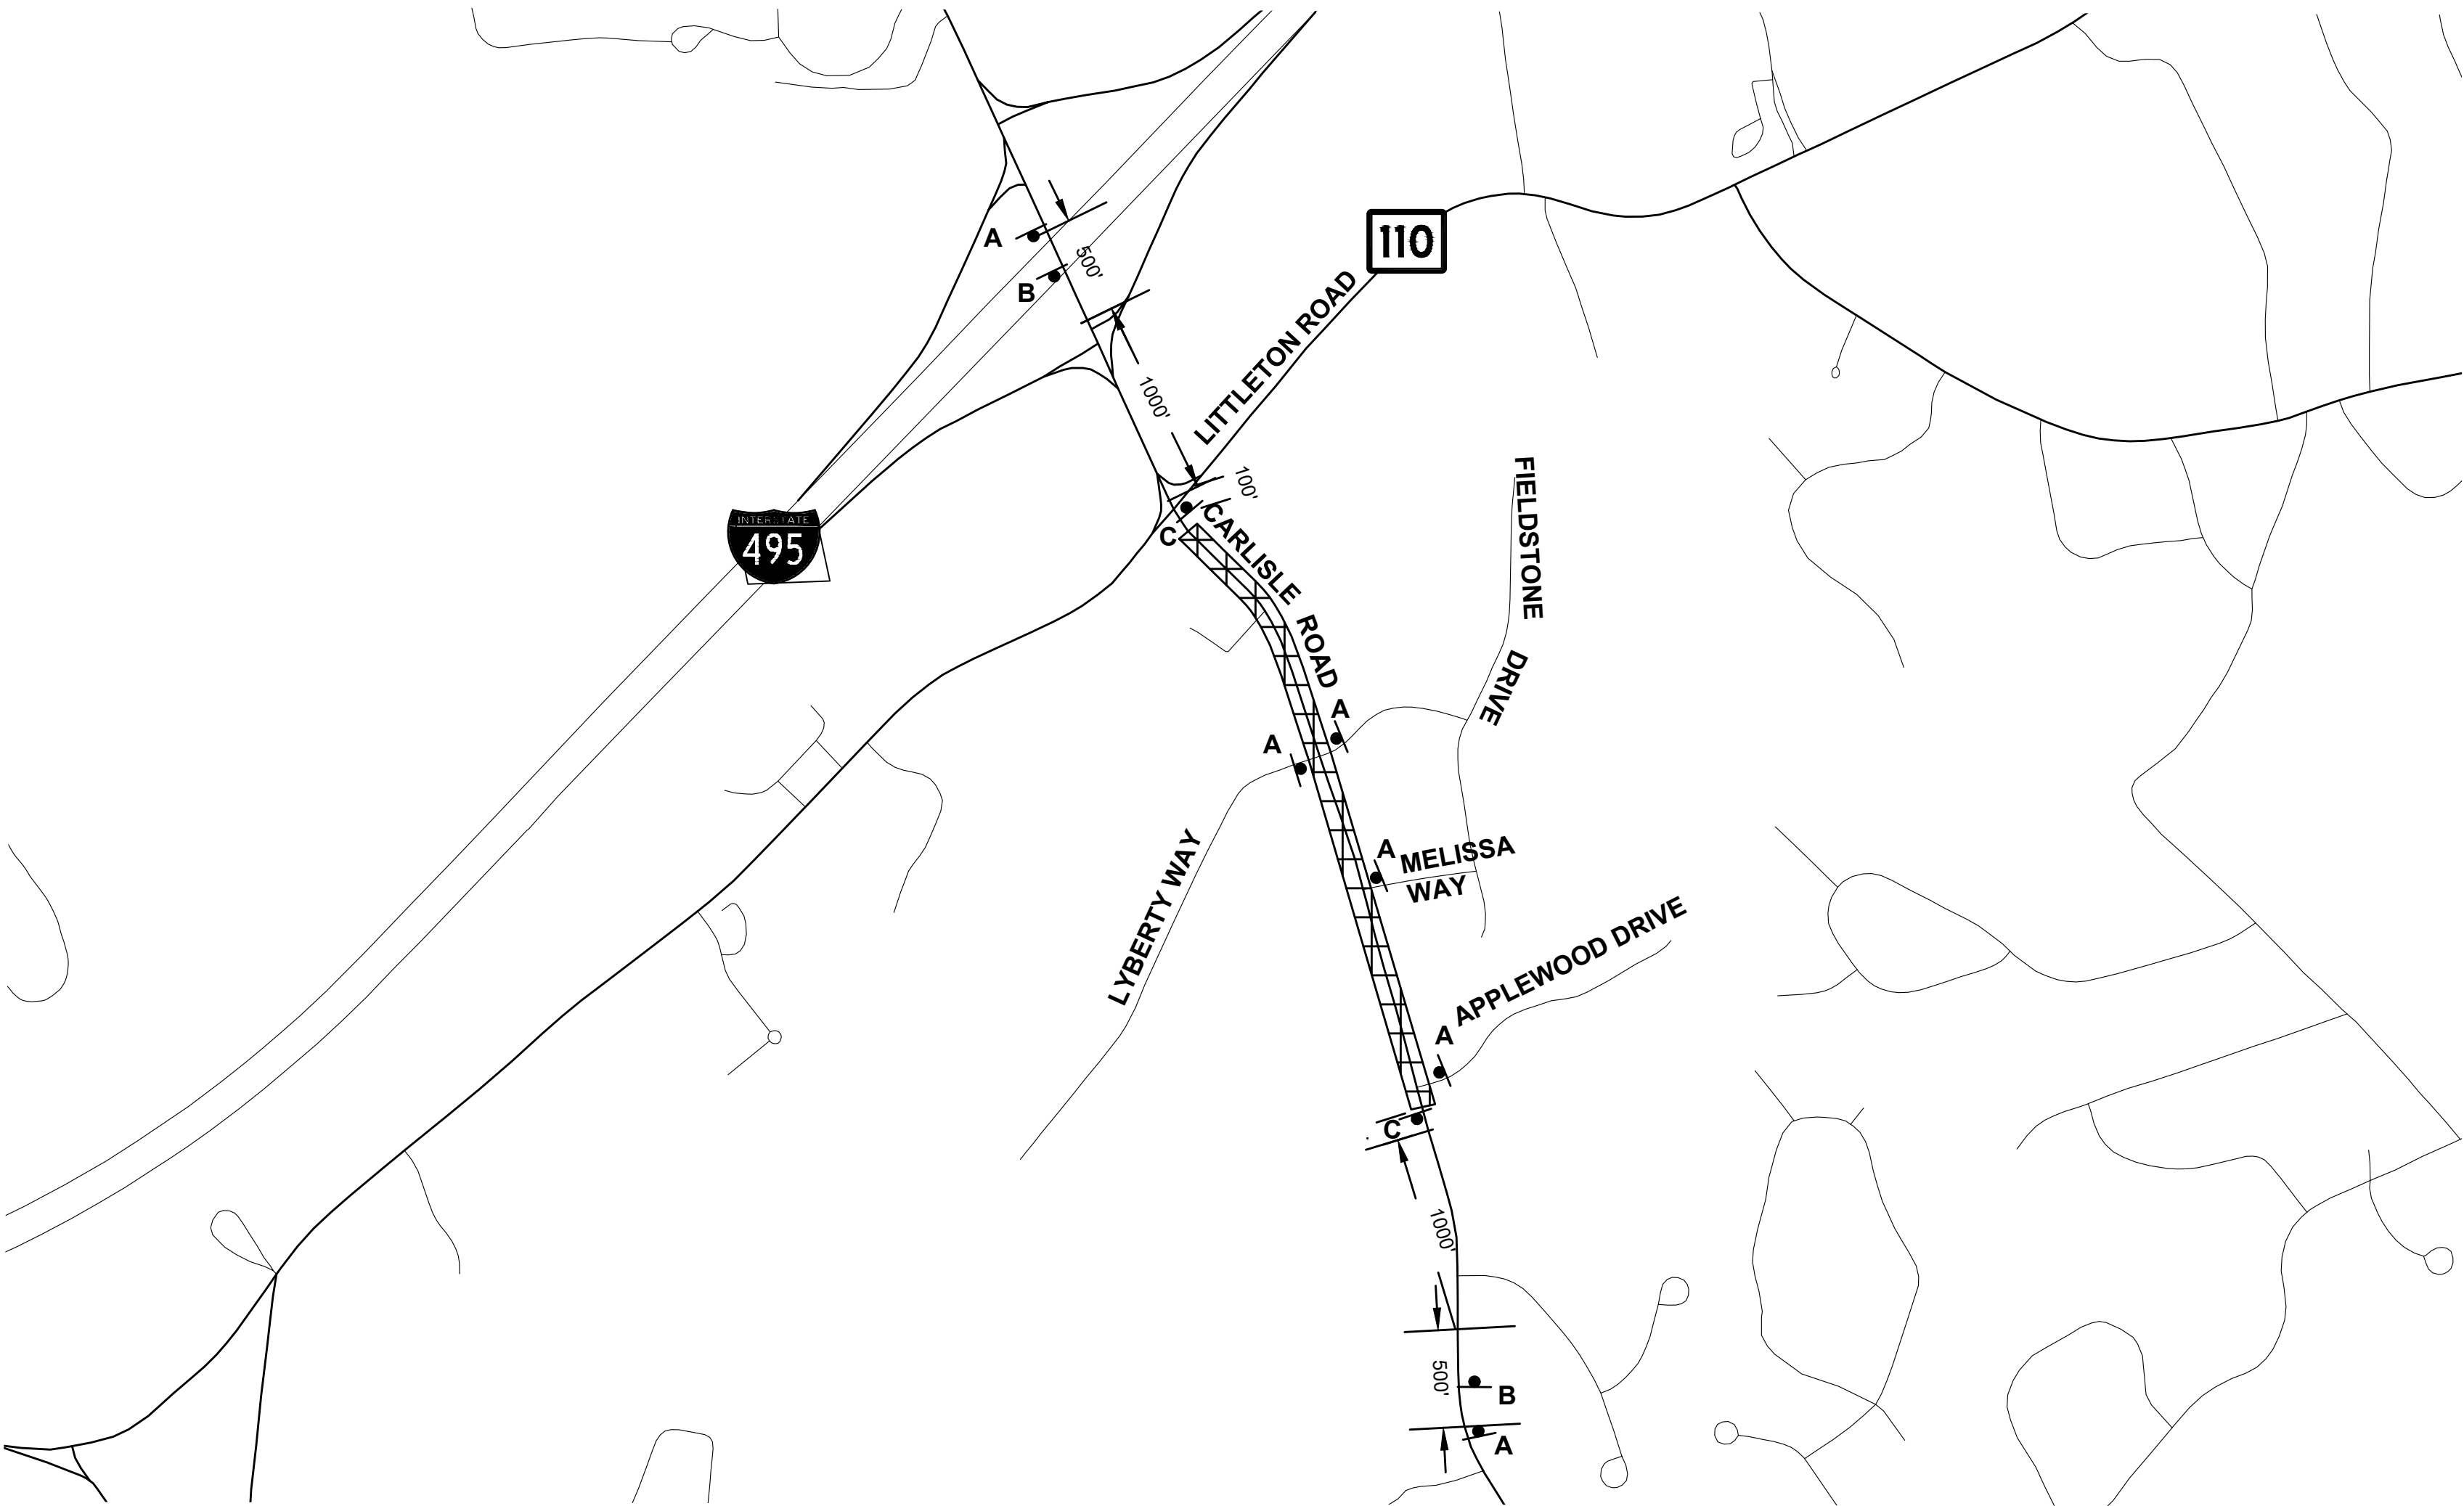 110
A
500'
B
LITTLETON ROAD
1000'
100'
INTERSTATE
495
C
CARLISLE ROAD
FIELDSTONE DRIVE
A
A
A
MELISSA
WAY
LYBERTY WAY
APPLEWOOD DRIVE
A
C
1000'
500'
B
A